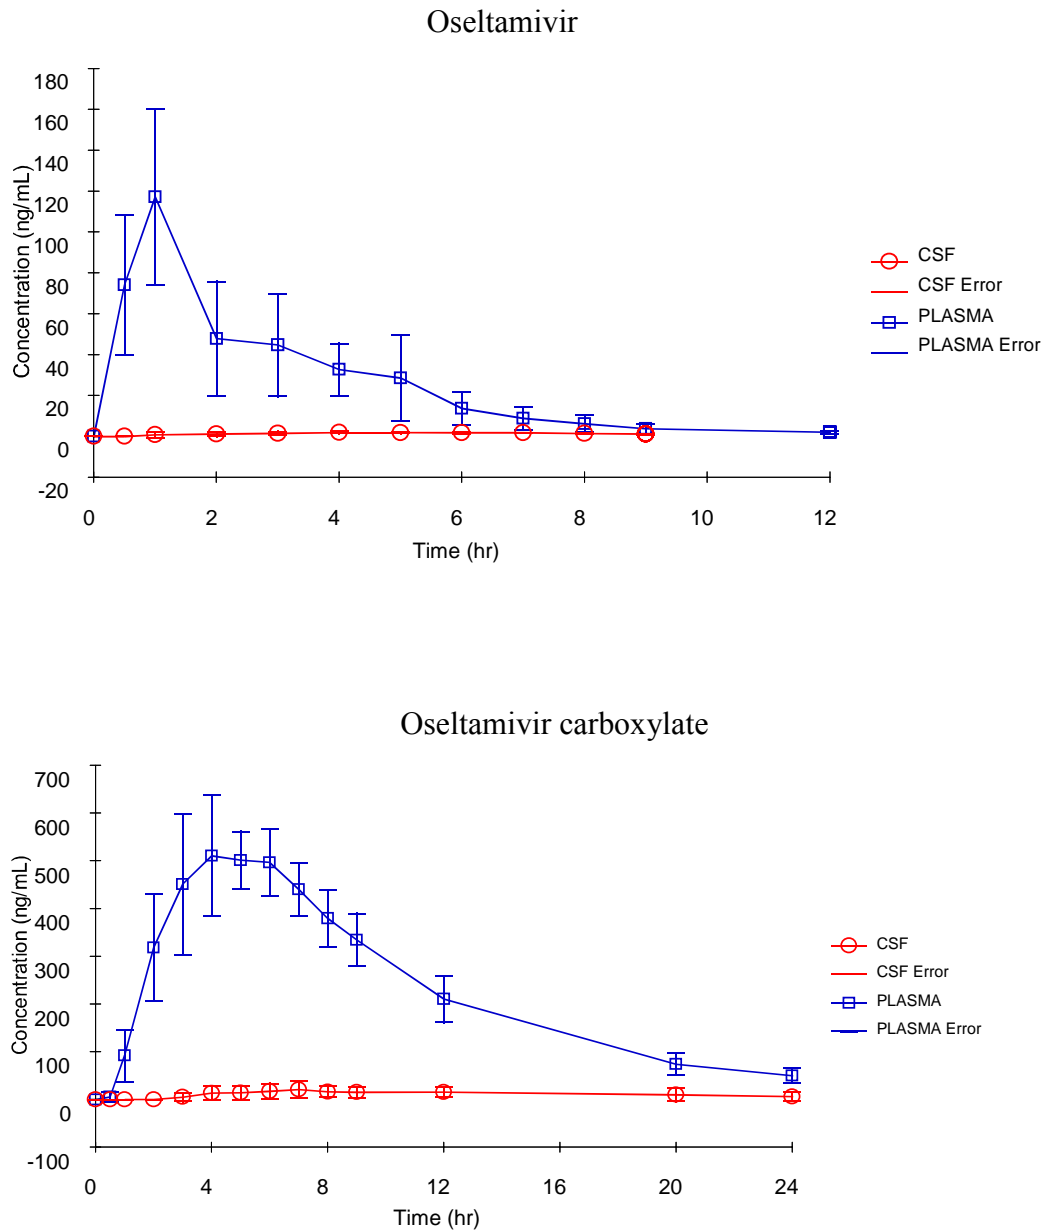 Oseltamivir
180
160
140
120
100
80
60
40
20
0
-20
Concentration (ng/mL)
0 2 4 6 8 10 12
Time (hr)
CSF
CSF Error
PLASMA
PLASMA Error
Oseltamivir carboxylate
700
600
500
400
300
200
100
0
-100
Concentration (ng/mL)
0 4 8 12 16 20 24
Time (hr)
CSF
CSF Error
PLASMA
PLASMA Error